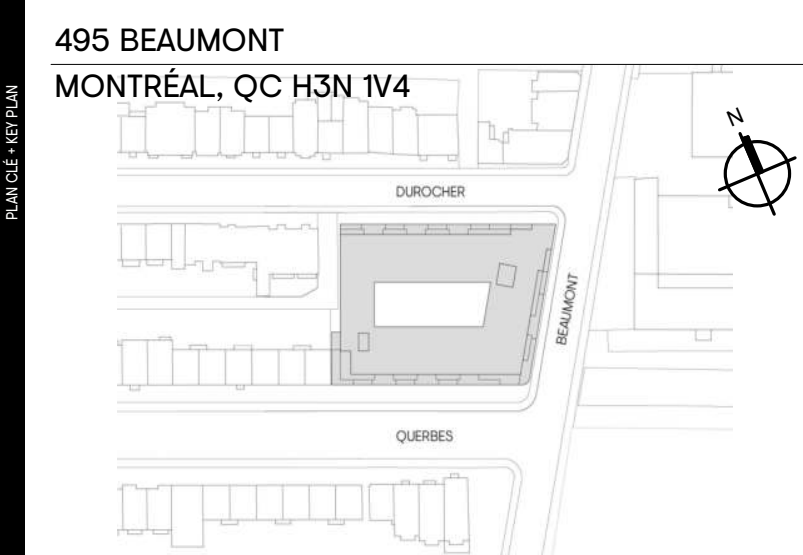 495 BEAUMONT
MONTRÉAL, QC H3N 1V4
PLAN CLÉ + KEY PLAN
N
DUROCHER
BEAUMONT
QUERBES